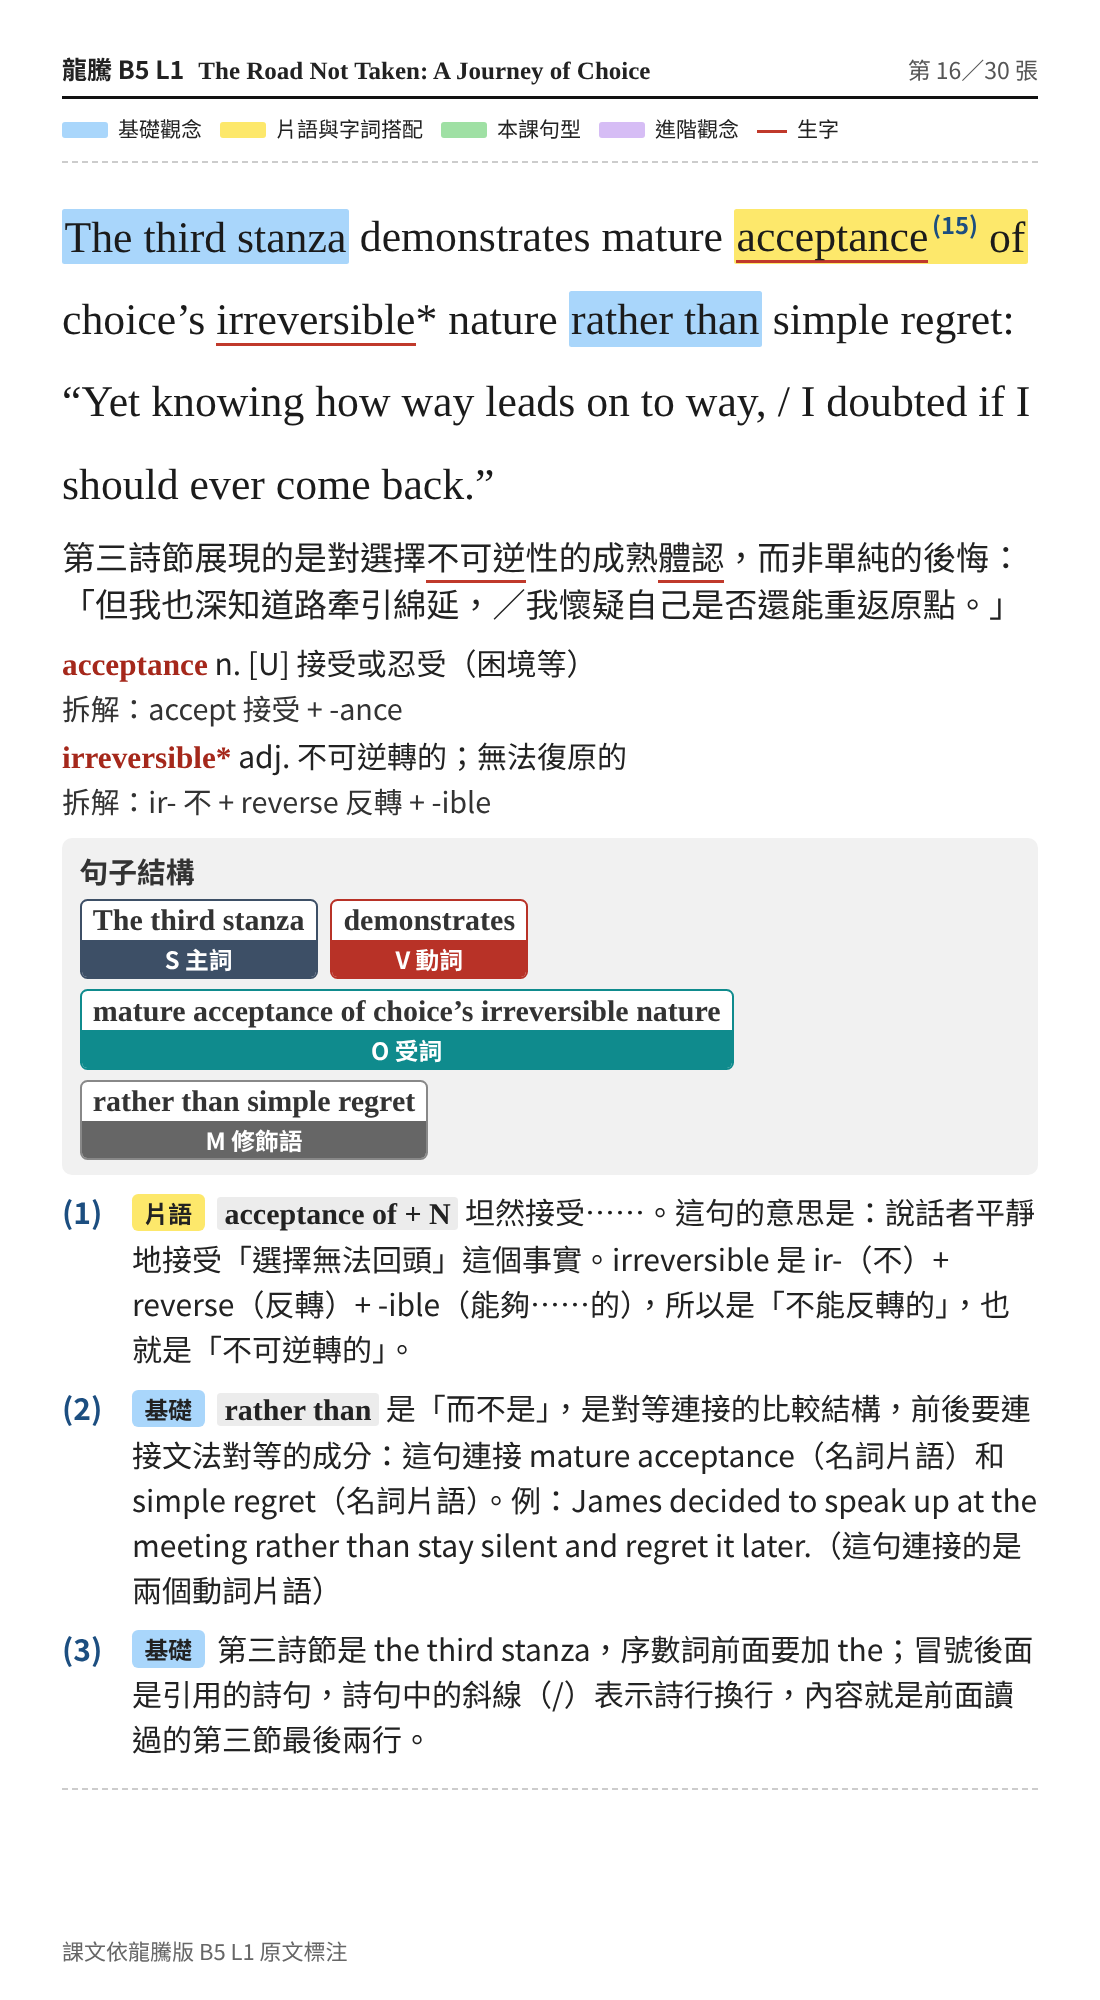 龍騰 B5 L1 The Road Not Taken: A Journey of Choice 第 16／30 張
基礎觀念 片語與字詞搭配 本課句型 進階觀念 生字
The third stanza demonstrates mature acceptance(15) of
choice’s irreversible* nature rather than simple regret:
“Yet knowing how way leads on to way, / I doubted if I
should ever come back.”
第三詩節展現的是對選擇不可逆性的成熟體認，而非單純的後悔：
「但我也深知道路牽引綿延，／我懷疑自己是否還能重返原點。」
acceptance n. [U] 接受或忍受（困境等）
拆解：accept 接受 + -ance
irreversible* adj. 不可逆轉的；無法復原的
拆解：ir- 不 + reverse 反轉 + -ible
句子結構
The third stanza demonstrates
S 主詞 V 動詞
mature acceptance of choice’s irreversible nature
O 受詞
rather than simple regret
M 修飾語
(1) 片語 acceptance of + N 坦然接受⋯⋯。這句的意思是：說話者平靜
地接受「選擇無法回頭」這個事實。irreversible 是 ir-（不）+
reverse（反轉）+ -ible（能夠⋯⋯的），所以是「不能反轉的」，也
就是「不可逆轉的」。
(2) 基礎 rather than 是「而不是」，是對等連接的比較結構，前後要連
接文法對等的成分：這句連接 mature acceptance（名詞片語）和
simple regret（名詞片語）。例：James decided to speak up at the
meeting rather than stay silent and regret it later.（這句連接的是
兩個動詞片語）
(3) 基礎 第三詩節是 the third stanza，序數詞前面要加 the；冒號後面
是引用的詩句，詩句中的斜線（/）表示詩行換行，內容就是前面讀
過的第三節最後兩行。
課文依龍騰版 B5 L1 原文標注